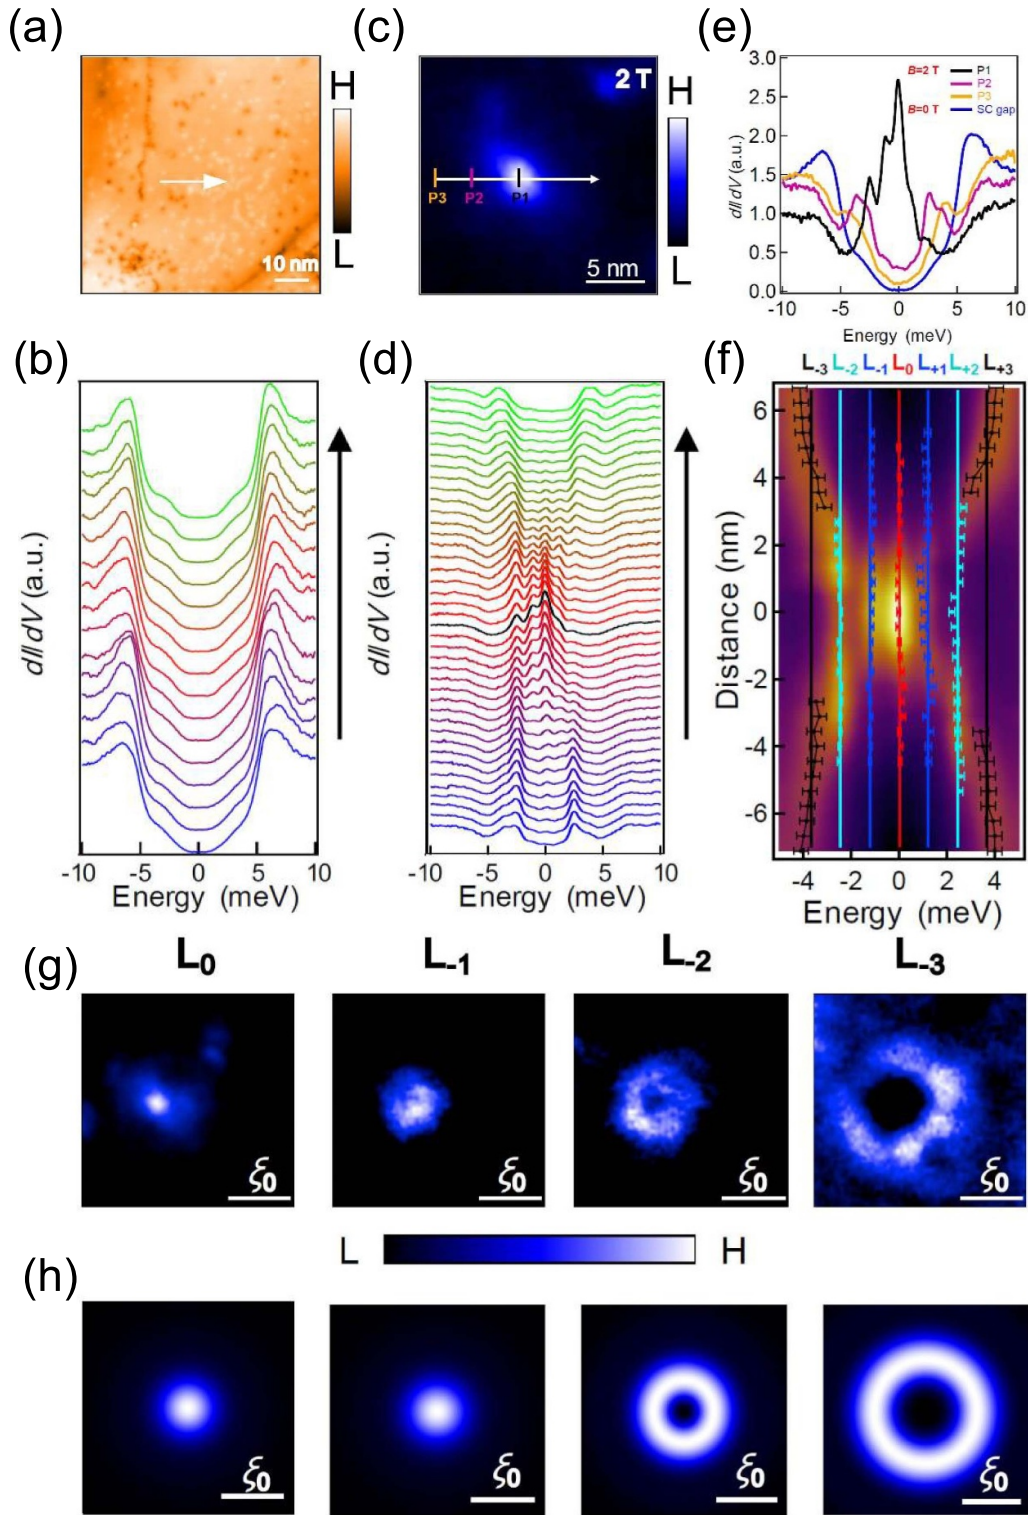 (a)
H
L
10 nm
(c)
2 T
P3
P2
P1
5 nm
H
L
(e)
dI/dV (a.u.)
3.0
2.5
2.0
1.5
1.0
0.5
0.0
B=2 T
P1
P2
P3
B=0 T
SC gap
-10
-5
0
5
10
Energy (meV)
(b)
dI/dV (a.u.)
-10
-5
0
5
10
Energy (meV)
(d)
dI/dV (a.u.)
-10
-5
0
5
10
Energy (meV)
(f)
L-3
L-2
L-1
L0
L+1
L+2
L+3
Distance (nm)
6
4
2
0
-2
-4
-6
-4
-2
0
2
4
Energy (meV)
(g)
L0
L-1
L-2
L-3
ξ0
ξ0
ξ0
ξ0
L
H
(h)
ξ0
ξ0
ξ0
ξ0